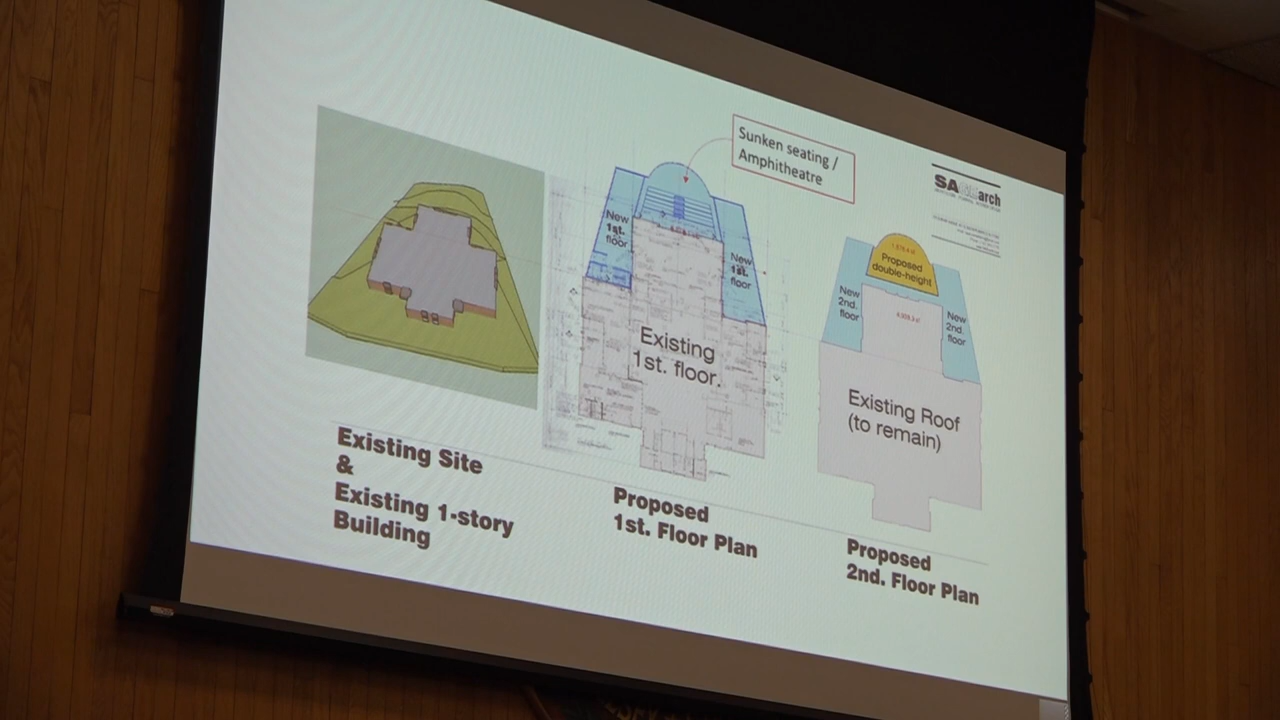 Sunken seating /
Amphitheatre
SA
arch
New
1st.
floor
New
1st.
floor
Existing
1st. floor.
Proposed
double-height
New
2nd.
floor
New
2nd.
floor
Existing Roof
(to remain)
Existing Site
&
Existing 1-story
Building
Proposed
1st. Floor Plan
Proposed
2nd. Floor Plan